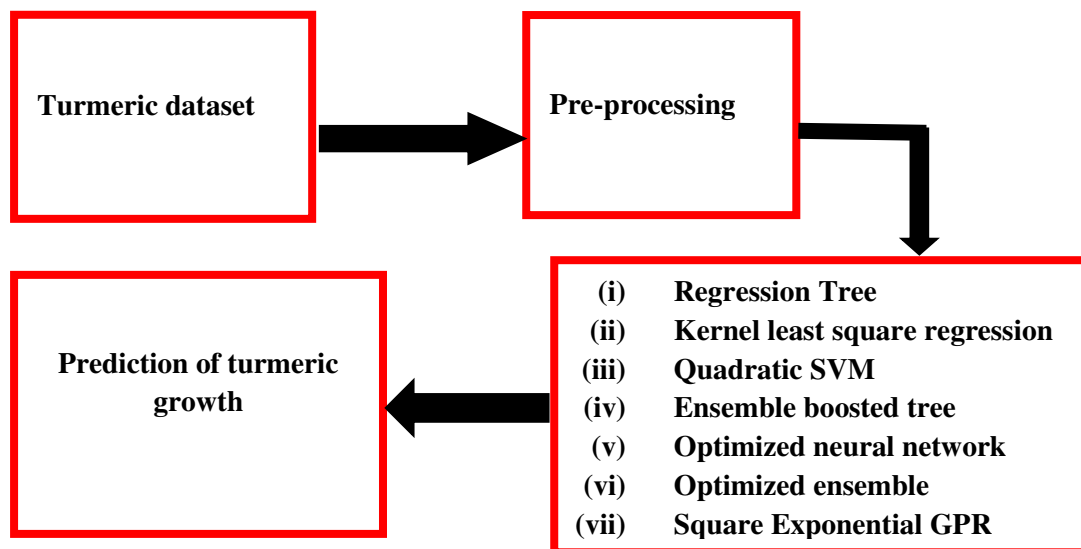 Turmeric dataset
Pre-processing
(i) Regression Tree
(ii) Kernel least square regression
(iii) Quadratic SVM
(iv) Ensemble boosted tree
(v) Optimized neural network
(vi) Optimized ensemble
(vii) Square Exponential GPR
Prediction of turmeric
growth